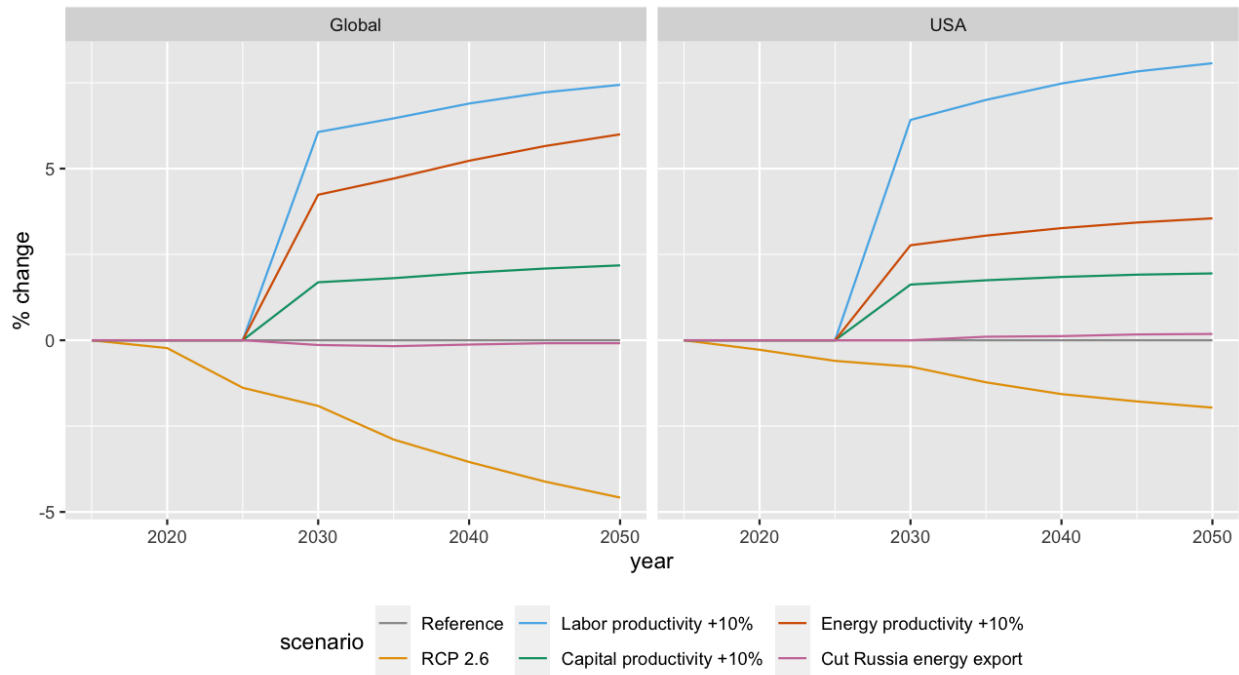 Global USA
5
0
-5
% change
2020 2030 2040 2050 2020 2030 2040 2050
year
scenario
Reference Labor productivity +10% Energy productivity +10%
RCP 2.6 Capital productivity +10% Cut Russia energy export